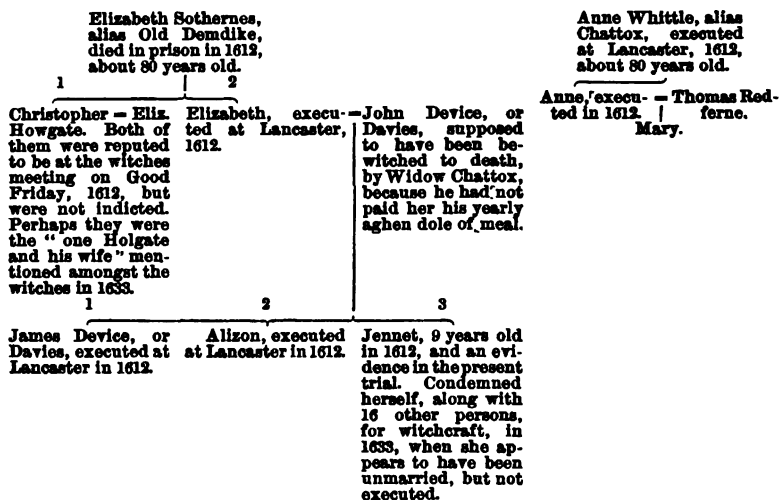 Elizabeth Sothernes,
alias Old Demdike,
died in prison in 1612,
about 80 years old.
Anne Whittle, alias
Chattox, executed
at Lancaster, 1612,
about 80 years old.
1
2
Christopher = Eliz.
Howgate. Both of
them were reputed
to be at the witches
meeting on Good
Friday, 1612, but
were not indicted.
Perhaps they were
the "one Holgate
and his wife" men-
tioned amongst the
witches in 1633.
Elizabeth, execu-
ted at Lancaster,
1612.
=John Device, or
Davies, supposed
to have been be-
witched to death,
by Widow Chattox,
because he had not
paid her his yearly
aghen dole of meal.
Anne, execu-
ted in 1612.
= Thomas Red-
ferne.
Mary.
1
2
3
James Device, or
Davies, executed at
Lancaster in 1612.
Alizon, executed
at Lancaster in 1612.
Jennet, 9 years old
in 1612, and an evi-
dence in the present
trial. Condemned
herself, along with
16 other persons,
for witchcraft, in
1633, when she ap-
pears to have been
unmarried, but not
executed.